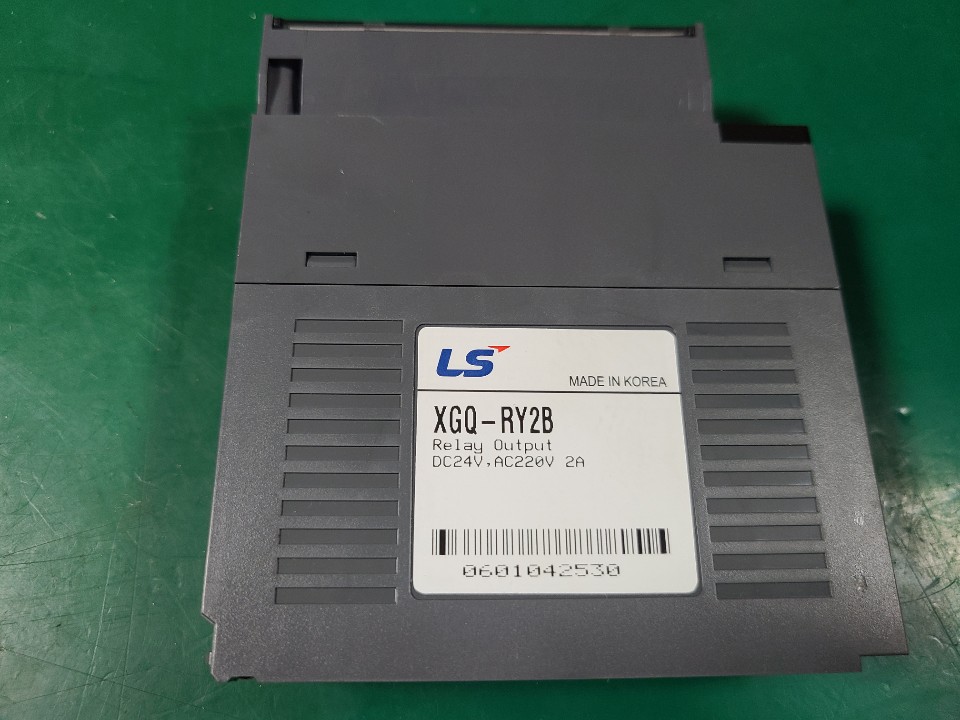 LS
MADE IN KOREA
XGQ-RY2B
Relay Output
DC24V,AC220V 2A
0601042530